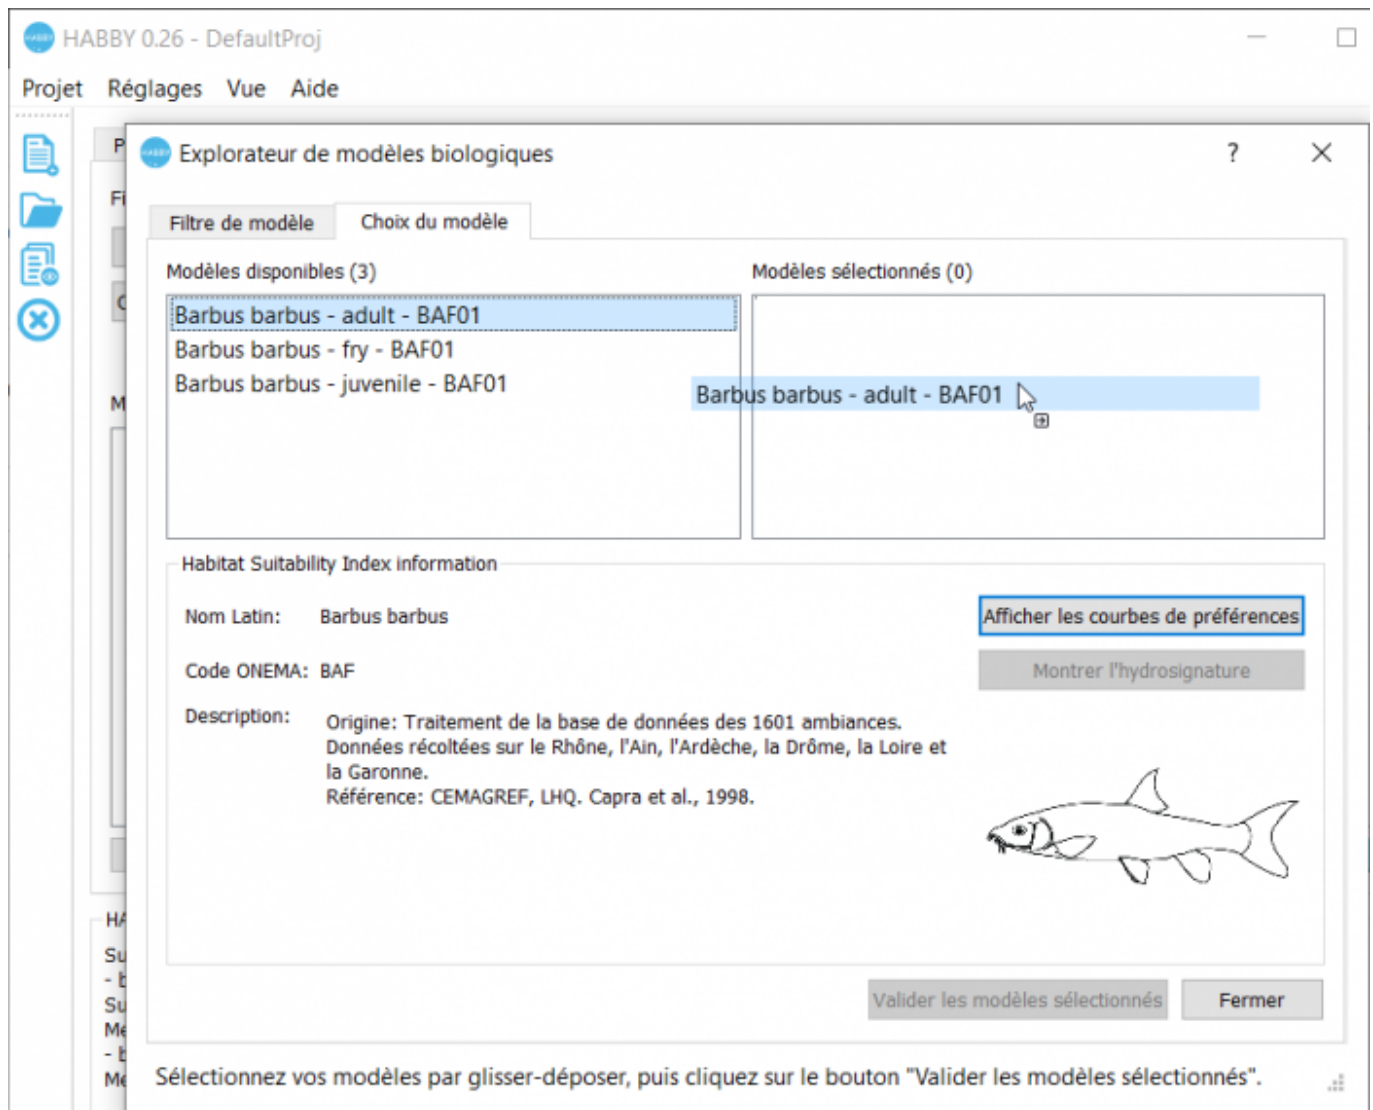 HABBY 0.26 - DefaultProj
Projet Réglages Vue Aide
Explorateur de modèles biologiques
Filtre de modèle Choix du modèle
Modèles disponibles (3) Modèles sélectionnés (0)
Barbus barbus - adult - BAF01
Barbus barbus - fry - BAF01
Barbus barbus - juvenile - BAF01
Barbus barbus - adult - BAF01
Habitat Suitability Index information
Nom Latin: Barbus barbus
Afficher les courbes de préférences
Code ONEMA: BAF
Montrer l'hydrosignature
Description: Origine: Traitement de la base de données des 1601 ambiances.
Données récoltées sur le Rhône, l'Ain, l'Ardèche, la Drôme, la Loire et
la Garonne.
Référence: CEMAGREF, LHQ. Capra et al., 1998.
Valider les modèles sélectionnés Fermer
Sélectionnez vos modèles par glisser-déposer, puis cliquez sur le bouton "Valider les modèles sélectionnés".